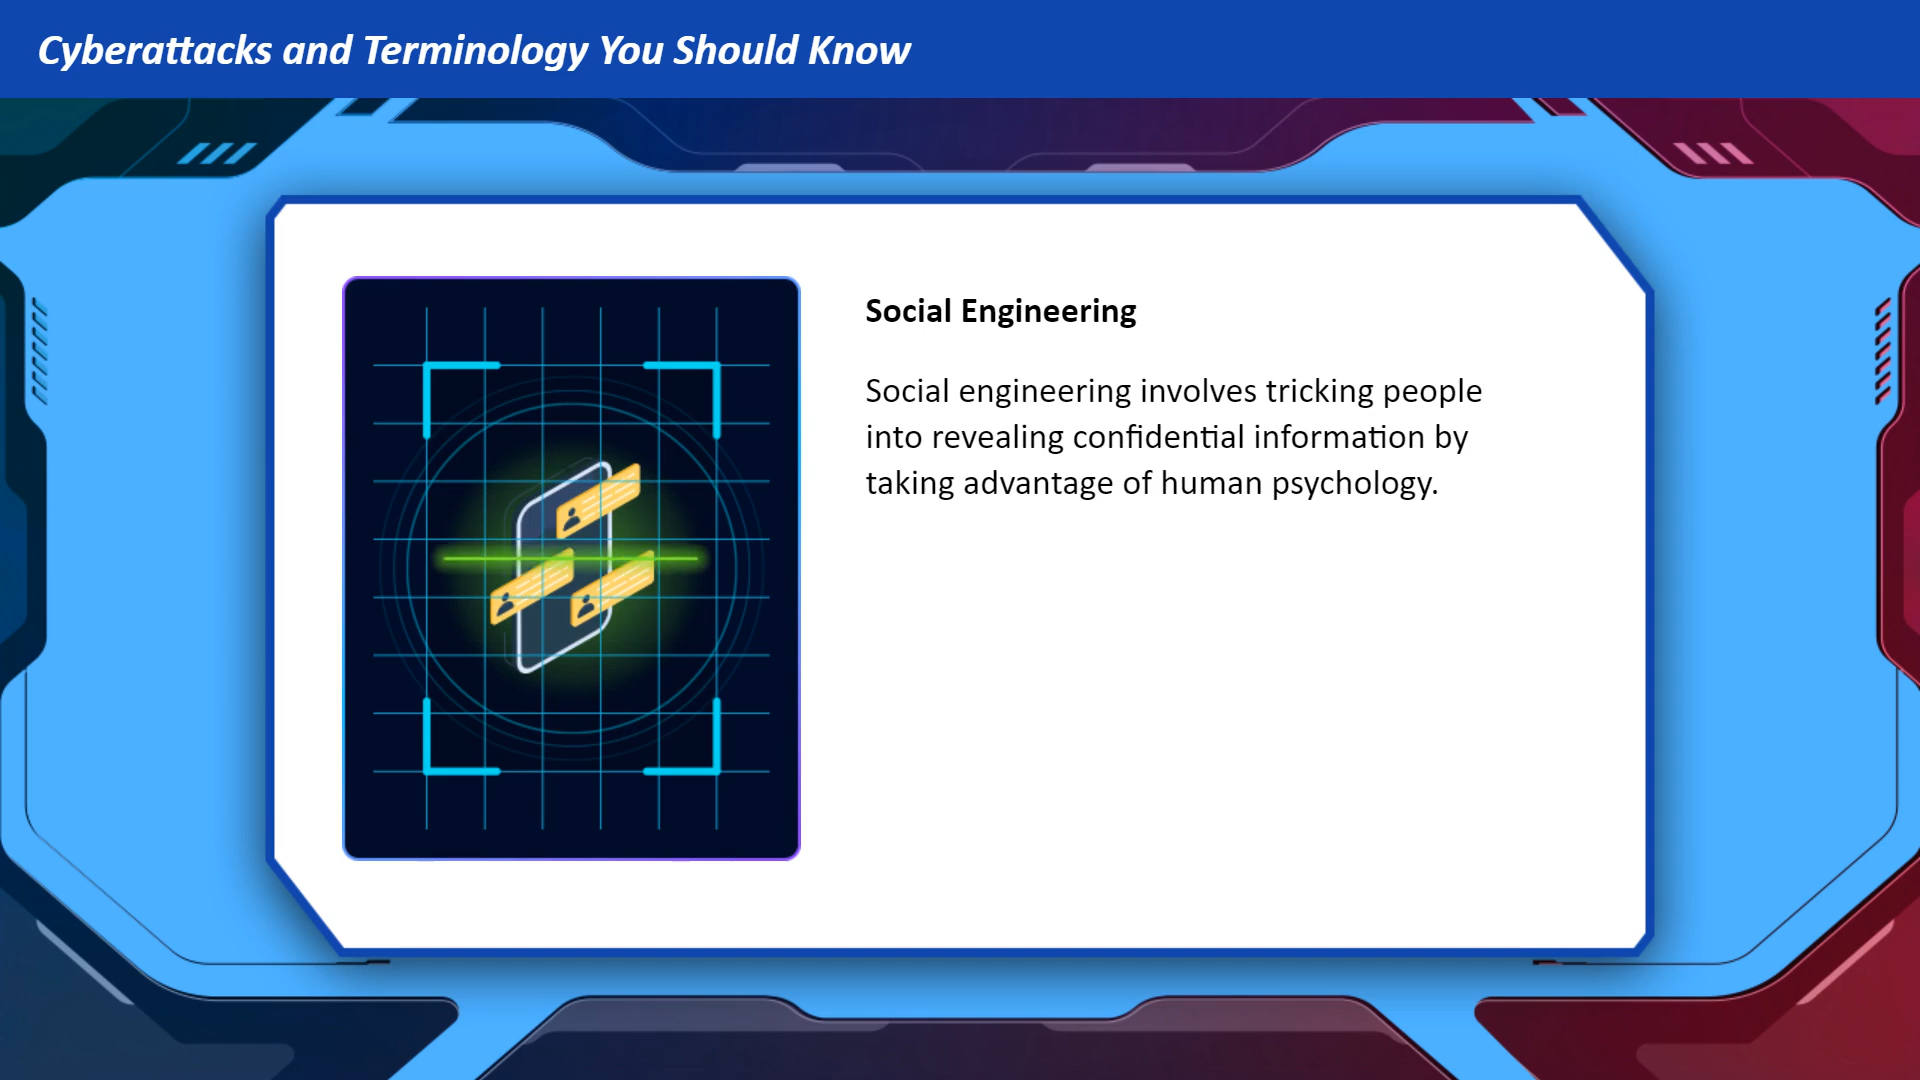 Cyberattacks and Terminology You Should Know
Social Engineering
Social engineering involves tricking people
into revealing confidential information by
taking advantage of human psychology.